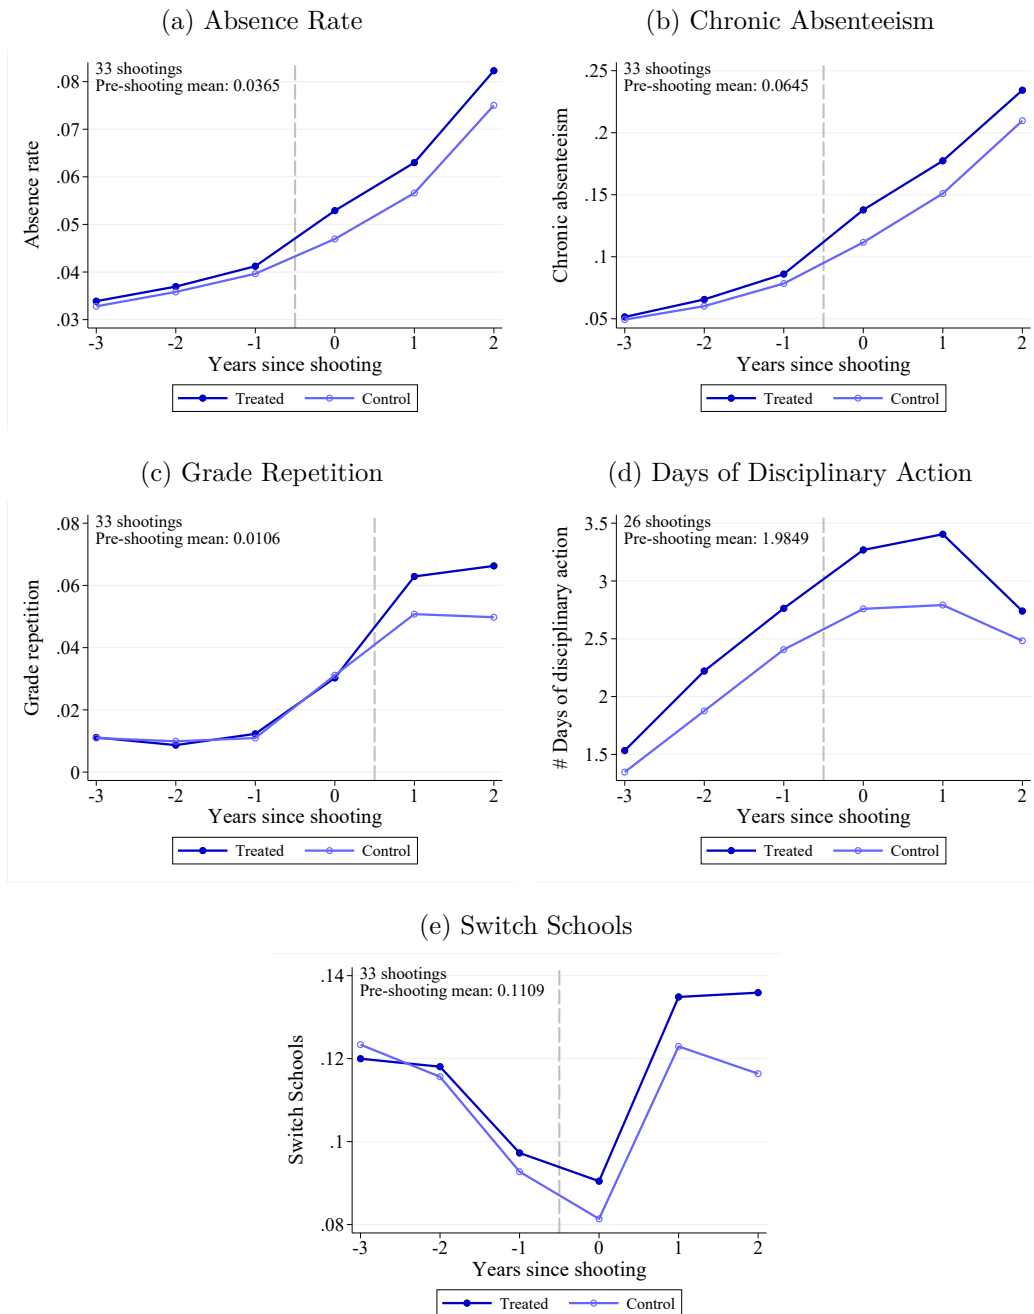 (a) Absence Rate
33 shootings
Pre-shooting mean: 0.0365
Absence rate
.08
.07
.06
.05
.04
.03
-3 -2 -1 0 1 2
Years since shooting
Treated Control
(b) Chronic Absenteeism
33 shootings
Pre-shooting mean: 0.0645
Chronic absenteeism
.25
.2
.15
.1
.05
-3 -2 -1 0 1 2
Years since shooting
Treated Control
(c) Grade Repetition
33 shootings
Pre-shooting mean: 0.0106
Grade repetition
.08
.06
.04
.02
0
-3 -2 -1 0 1 2
Years since shooting
Treated Control
(d) Days of Disciplinary Action
26 shootings
Pre-shooting mean: 1.9849
# Days of disciplinary action
3.5
3
2.5
2
1.5
-3 -2 -1 0 1 2
Years since shooting
Treated Control
(e) Switch Schools
33 shootings
Pre-shooting mean: 0.1109
Switch Schools
.14
.12
.1
.08
-3 -2 -1 0 1 2
Years since shooting
Treated Control